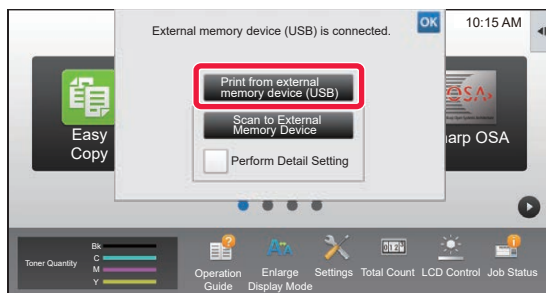 External memory device (USB) is connected.
OK
10:15 AM
Print from external
memory device (USB)
Scan to External
Memory Device
Perform Detail Setting
Easy
Copy
OSA
arp OSA
Toner Quantity
Bk
C
M
Y
Operation
Guide
Enlarge
Display Mode
Settings
Total Count
LCD Control
Job Status